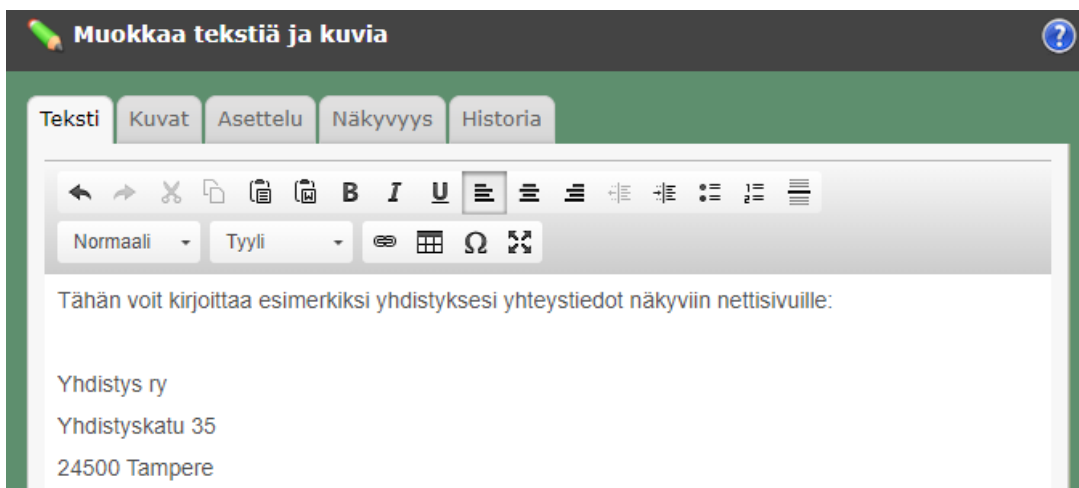 Muokkaa tekstiä ja kuvia
Teksti Kuvat Asettelu Näkyvyys Historia
B I U
Normaali Tyyli Ω
Tähän voit kirjoittaa esimerkiksi yhdistyksesi yhteystiedot näkyviin nettisivuille:
Yhdistys ry
Yhdistyskatu 35
24500 Tampere